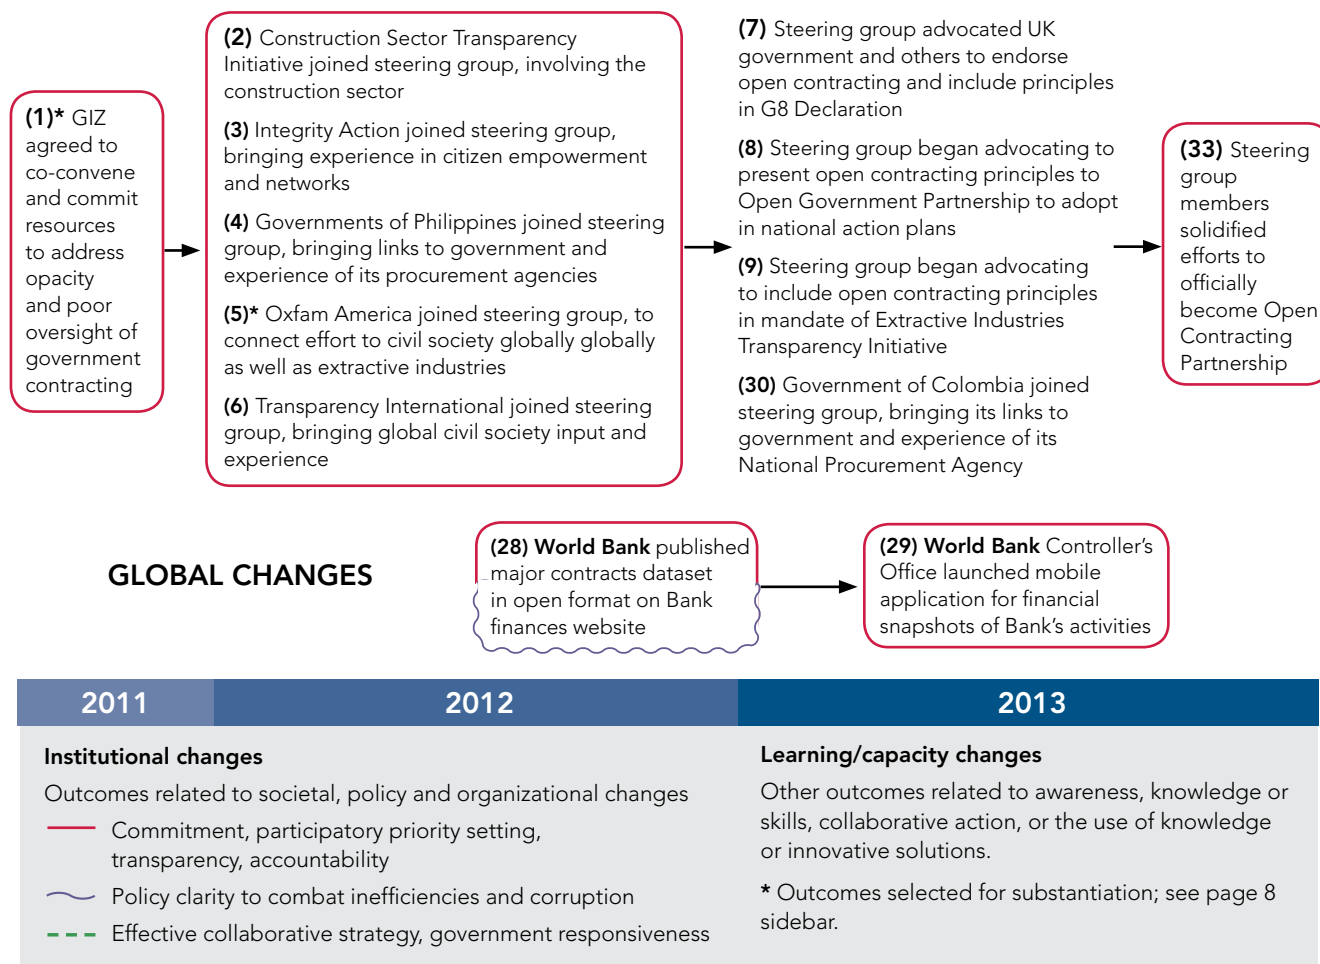 (1)* GIZ
agreed to
co-convene
and commit
resources
to address
opacity
and poor
oversight of
government
contracting
(2) Construction Sector Transparency
Initiative joined steering group, involving the
construction sector
(3) Integrity Action joined steering group,
bringing experience in citizen empowerment
and networks
(4) Governments of Philippines joined steering
group, bringing links to government and
experience of its procurement agencies
(5)* Oxfam America joined steering group, to
connect effort to civil society globally globally
as well as extractive industries
(6) Transparency International joined steering
group, bringing global civil society input and
experience
(7) Steering group advocated UK
government and others to endorse
open contracting and include principles
in G8 Declaration
(8) Steering group began advocating to
present open contracting principles to
Open Government Partnership to adopt
in national action plans
(9) Steering group began advocating
to include open contracting principles
in mandate of Extractive Industries
Transparency Initiative
(30) Government of Colombia joined
steering group, bringing its links to
government and experience of its
National Procurement Agency
(33) Steering
group
members
solidified
efforts to
officially
become Open
Contracting
Partnership
GLOBAL CHANGES
(28) World Bank published
major contracts dataset
in open format on Bank
finances website
(29) World Bank Controller's
Office launched mobile
application for financial
snapshots of Bank's activities
2011
2012
2013
Institutional changes
Outcomes related to societal, policy and organizational changes
Commitment, participatory priority setting,
transparency, accountability
Policy clarity to combat inefficiencies and corruption
Effective collaborative strategy, government responsiveness
Learning/capacity changes
Other outcomes related to awareness, knowledge or
skills, collaborative action, or the use of knowledge
or innovative solutions.
* Outcomes selected for substantiation; see page 8
sidebar.